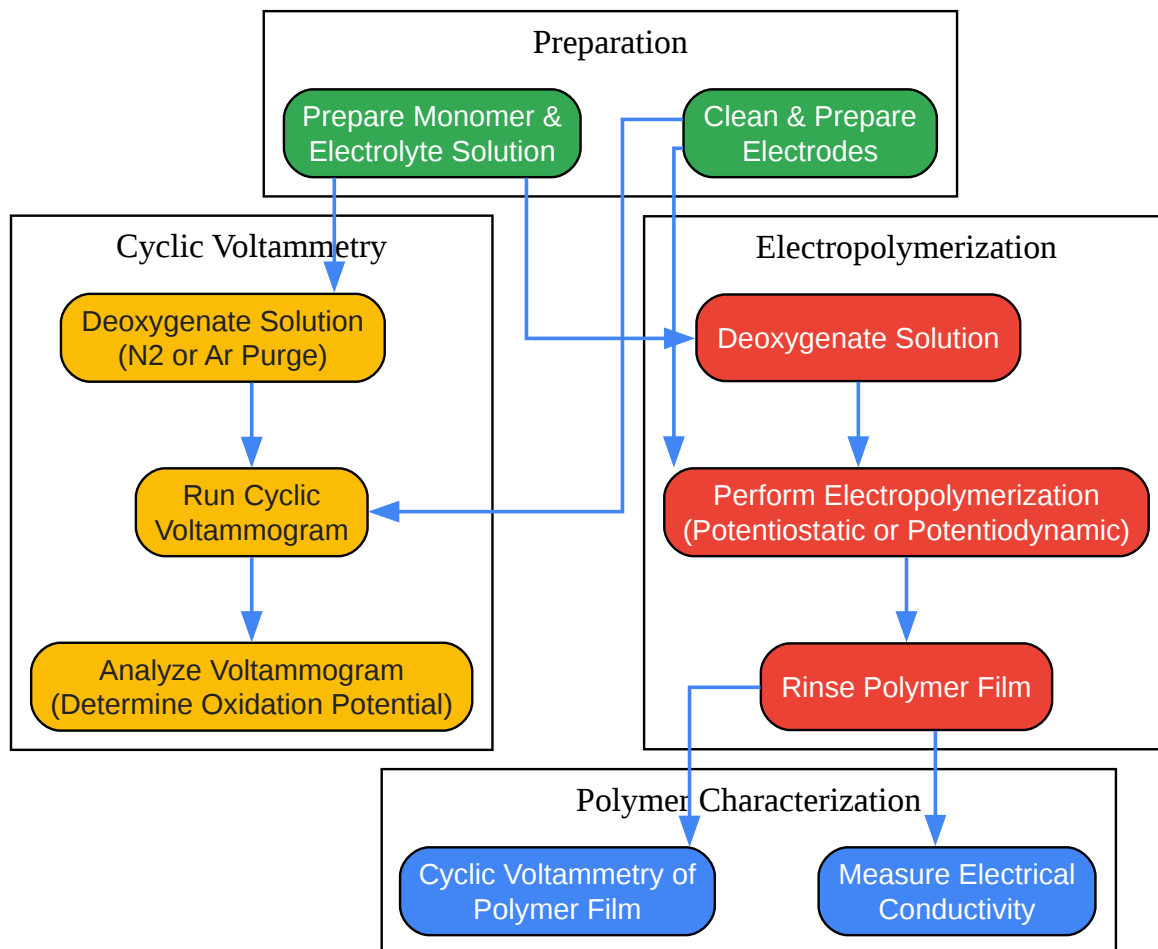 Preparation
Prepare Monomer &
Electrolyte Solution
Clean & Prepare
Electrodes
Cyclic Voltammetry
Deoxygenate Solution
(N2 or Ar Purge)
Run Cyclic
Voltammogram
Analyze Voltammogram
(Determine Oxidation Potential)
Electropolymerization
Deoxygenate Solution
Perform Electropolymerization
(Potentiostatic or Potentiodynamic)
Rinse Polymer Film
Polymer Characterization
Cyclic Voltammetry of
Polymer Film
Measure Electrical
Conductivity